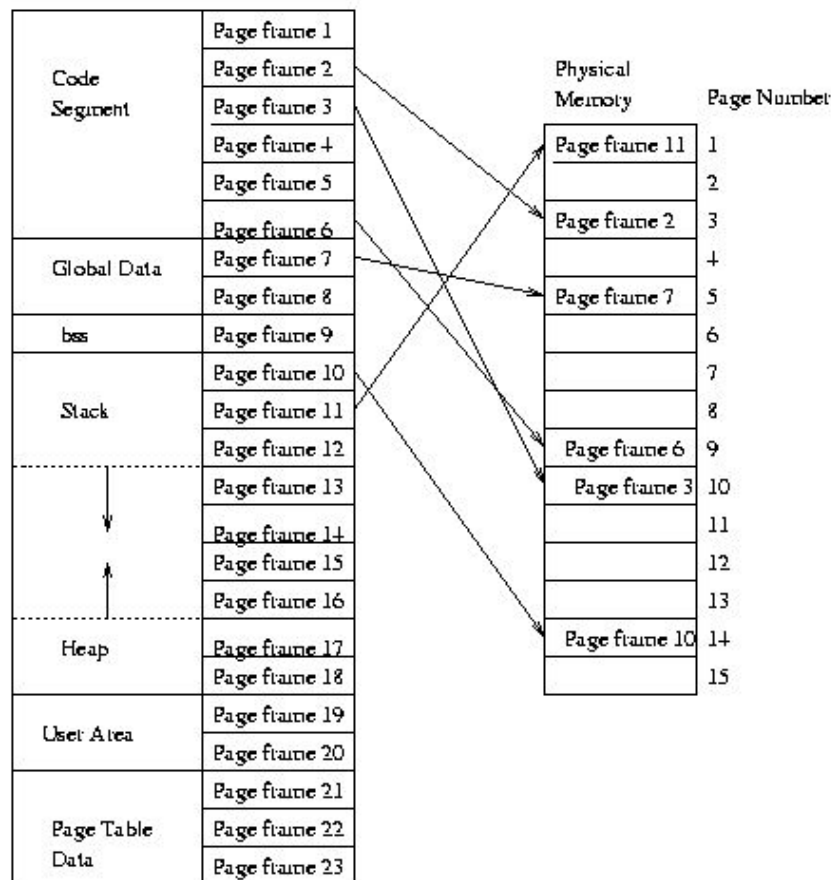 Code
Segment
Global Data
bss
Stack
Heap
User Area
Page Table
Data
Page frame 1
Page frame 2
Page frame 3
Page frame 4
Page frame 5
Page frame 6
Page frame 7
Page frame 8
Page frame 9
Page frame 10
Page frame 11
Page frame 12
Page frame 13
Page frame 14
Page frame 15
Page frame 16
Page frame 17
Page frame 18
Page frame 19
Page frame 20
Page frame 21
Page frame 22
Page frame 23
Physical
Memory
Page Number
Page frame 11 1
2
Page frame 2 3
4
Page frame 7 5
6
7
8
Page frame 6 9
Page frame 3 10
11
12
13
Page frame 10 14
15